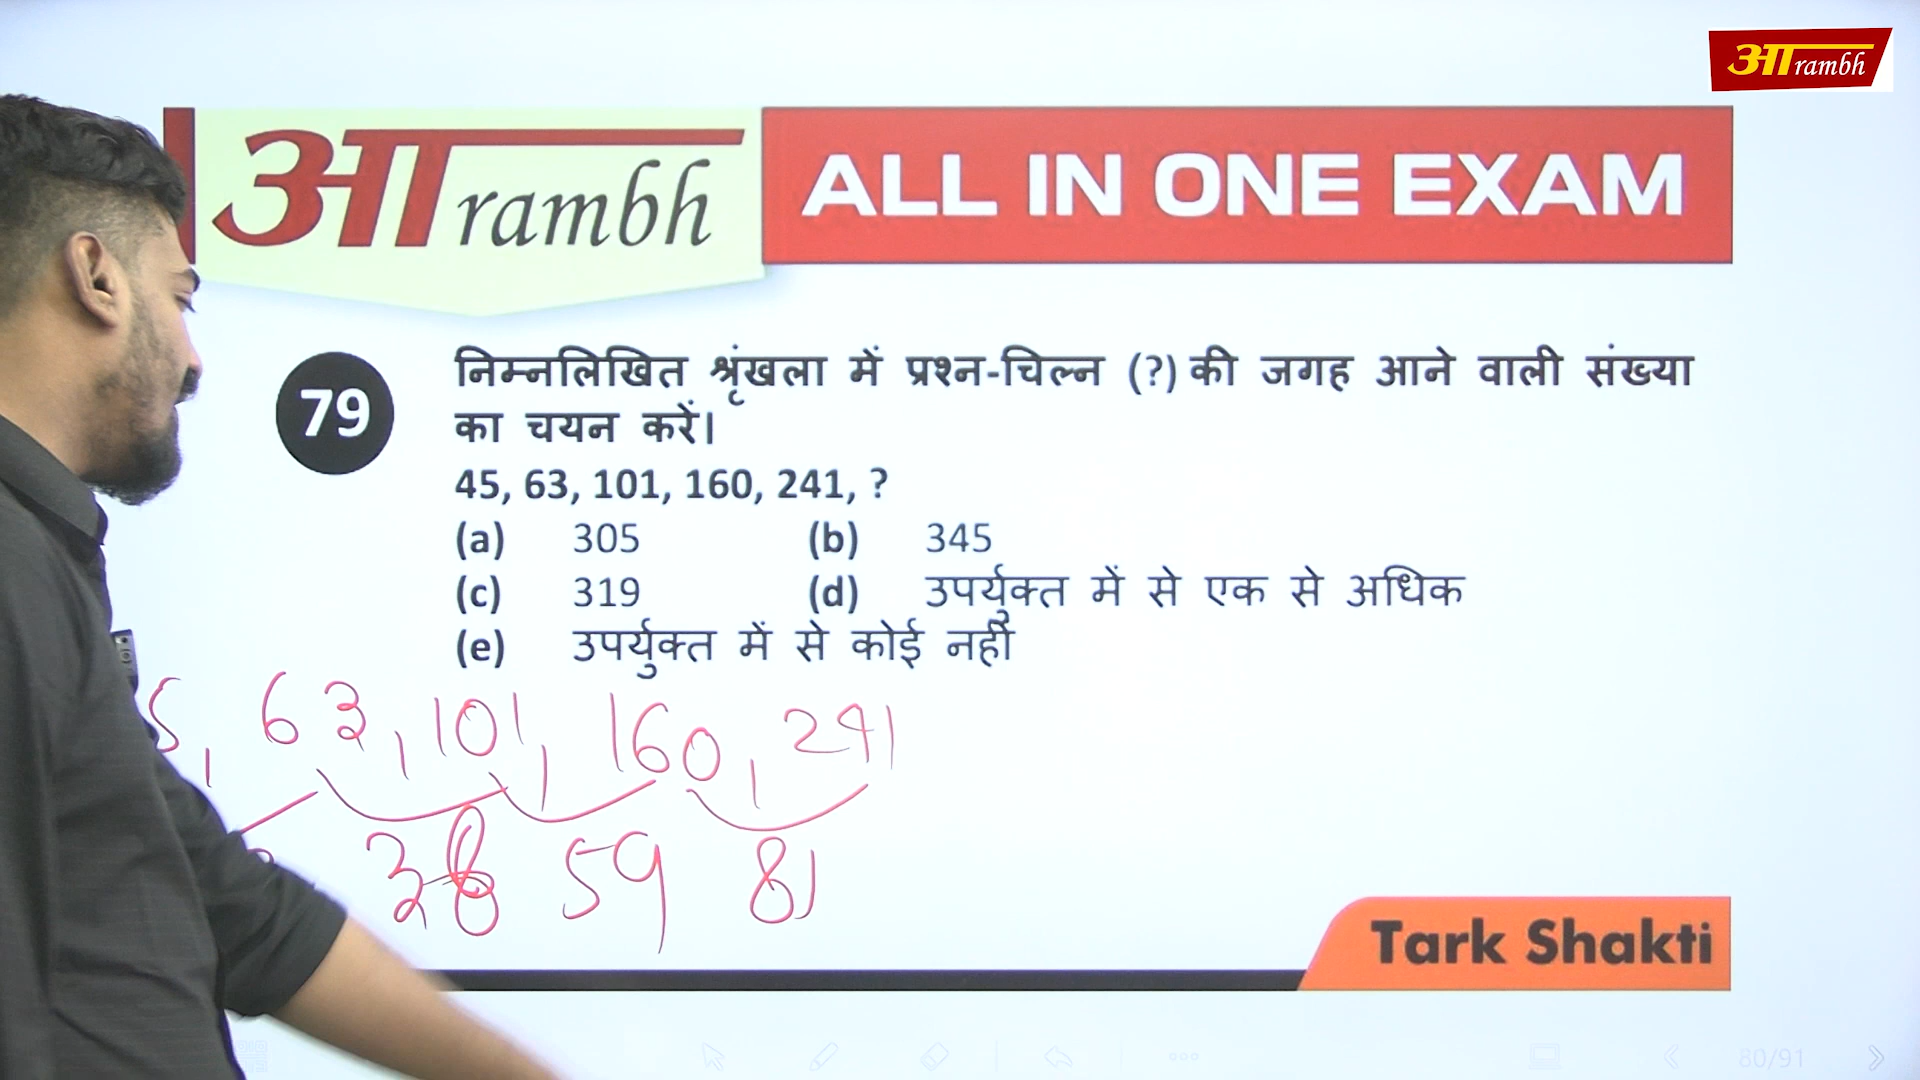 आrambh
आrambh ALL IN ONE EXAM
79
निम्नलिखित श्रृंखला में प्रश्न-चिल्न (?) की जगह आने वाली संख्या
का चयन करें।
45, 63, 101, 160, 241, ?
(a) 305 (b) 345
(c) 319 (d) उपर्युक्त में से एक से अधिक
(e) उपर्युक्त में से कोई नहीं
5, 63, 101, 160, 241
38 59 81
Tark Shakti
80/91